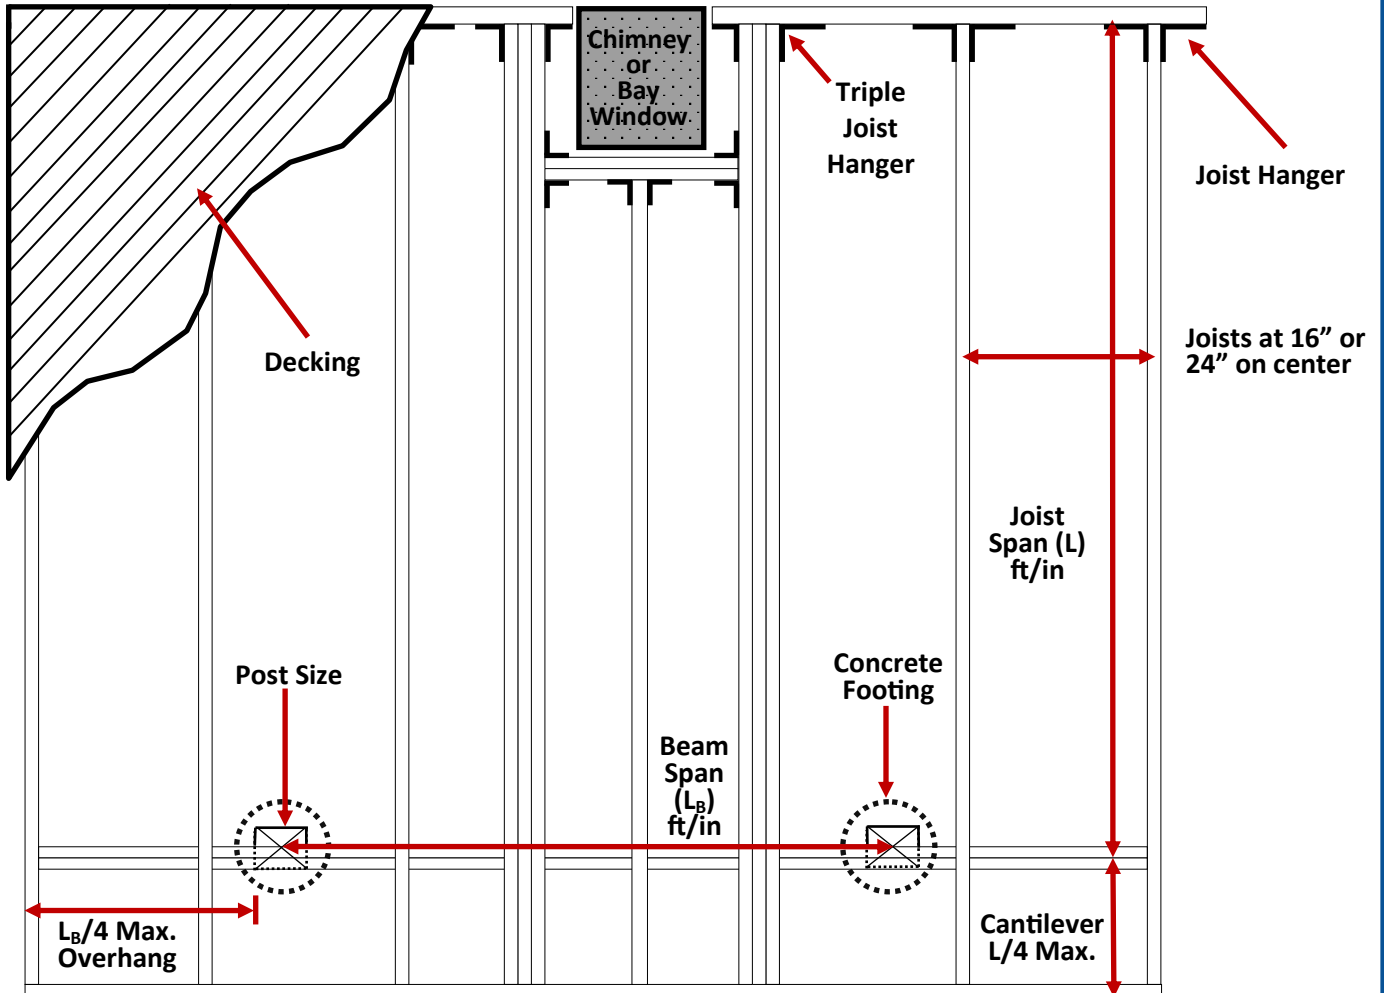 Chimney
or
Bay
Window
Triple
Joist
Hanger
Joist Hanger
Decking
Joists at 16” or
24” on center
Joist
Span (L)
ft/in
Post Size
Concrete
Footing
Beam
Span
(LB)
ft/in
LB/4 Max.
Overhang
Cantilever
L/4 Max.